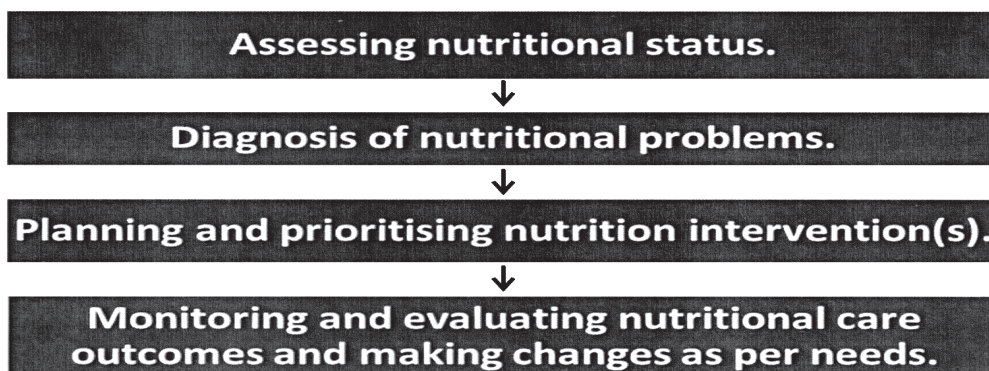 Assessing nutritional status.
Diagnosis of nutritional problems.
Planning and prioritising nutrition intervention(s).
Monitoring and evaluating nutritional care
outcomes and making changes as per needs.